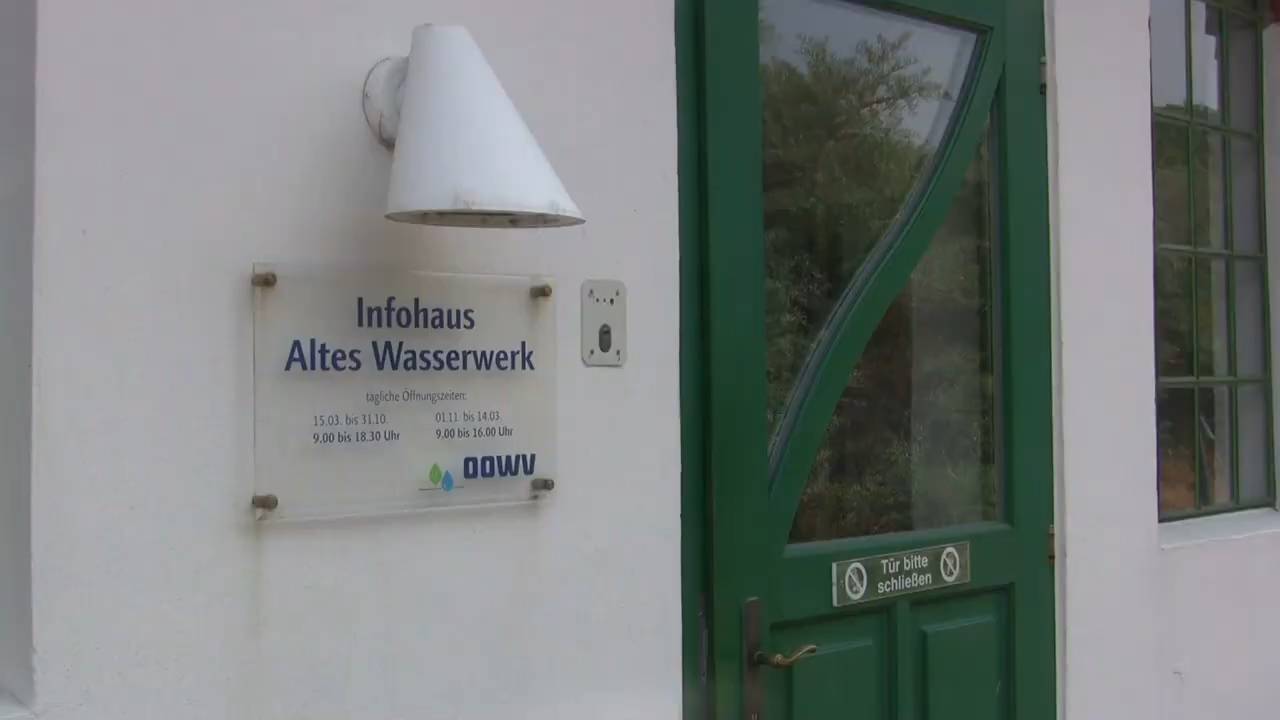 Infohaus
Altes Wasserwerk
tägliche Öffnungszeiten:
15.03. bis 31.10.
9.00 bis 18.30 Uhr
01.11. bis 14.03.
9.00 bis 16.00 Uhr
OOWV
Tür bitte
schließen